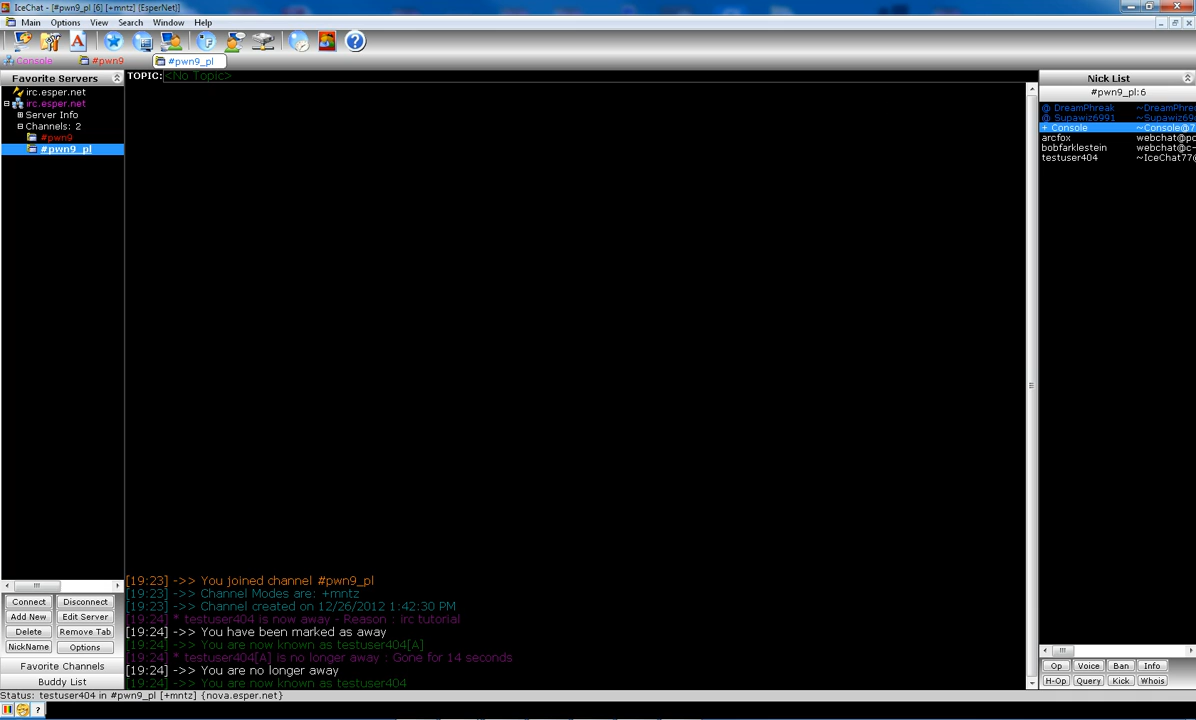 IceChat - [#pwn9_pl [6] [+mntz] {EsperNet}]
Main Options View Search Window Help
Console #pwn9 #pwn9_pl
Favorite Servers
irc.esper.net
irc.esper.net
Server Info
Channels: 2
#pwn9
#pwn9_pl
Connect Disconnect
Add New Edit Server
Delete Remove Tab
NickName Options
Favorite Channels
Buddy List
TOPIC: <No Topic>
[19:23] ->> You joined channel #pwn9_pl
[19:23] ->> Channel Modes are: +mntz
[19:23] ->> Channel created on 12/26/2012 1:42:30 PM
[19:24] * testuser404 is now away - Reason : irc tutorial
[19:24] ->> You have been marked as away
[19:24] ->> You are now known as testuser404[A]
[19:24] * testuser404[A] is no longer away : Gone for 14 seconds
[19:24] ->> You are no longer away
[19:24] ->> You are now known as testuser404
Nick List
#pwn9_pl:6
@ DreamPhreak ~DreamPhr
@ Supawiz6991
+ Console ~Console@7
arcfox webchat@pc
bobfarklestein webchat@c-
testuser404 ~IceChat77@
Op Voice Ban Info
H-Op Query Kick Whois
Status: testuser404 in #pwn9_pl [+mntz] {nova.esper.net}